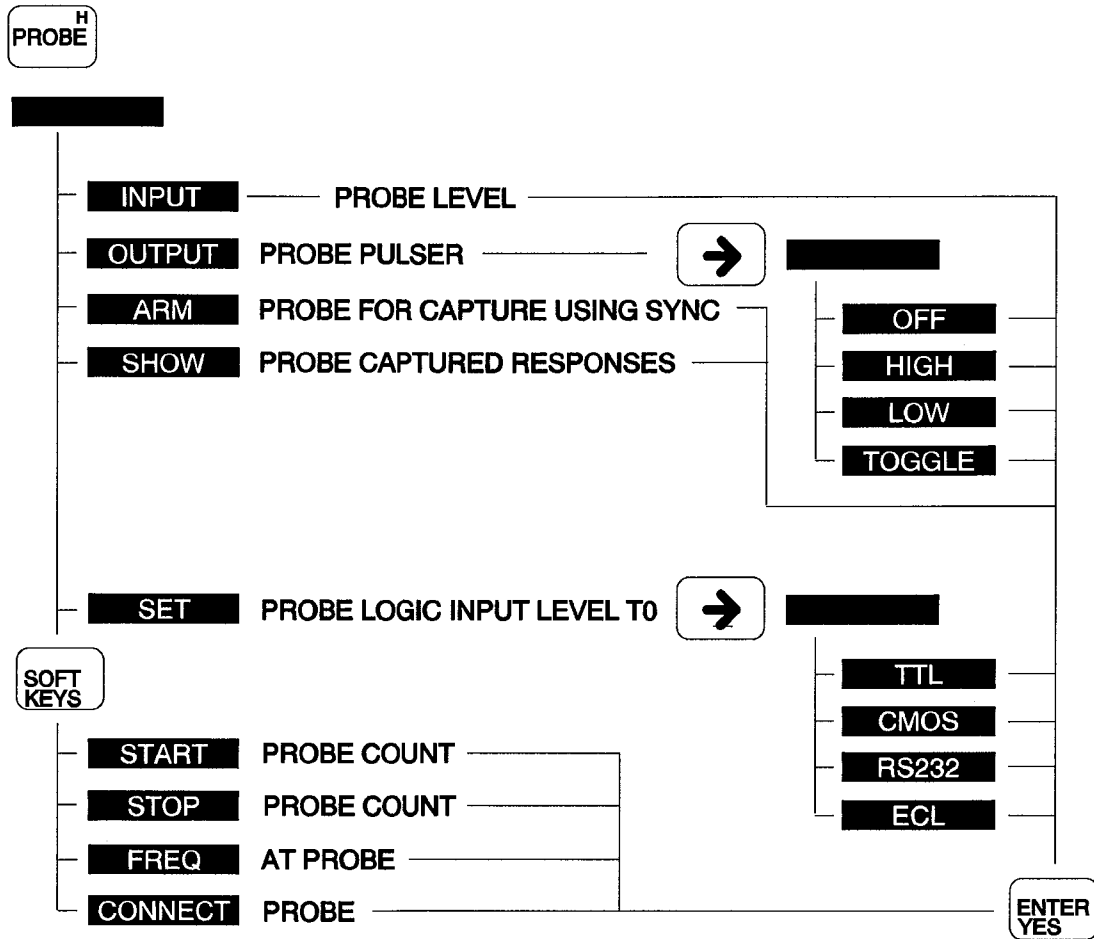 H
PROBE
INPUT PROBE LEVEL
OUTPUT PROBE PULSER
ARM PROBE FOR CAPTURE USING SYNC
SHOW PROBE CAPTURED RESPONSES
OFF
HIGH
LOW
TOGGLE
SET PROBE LOGIC INPUT LEVEL T0
TTL
CMOS
RS232
ECL
SOFT
KEYS
START PROBE COUNT
STOP PROBE COUNT
FREQ AT PROBE
CONNECT PROBE
ENTER
YES